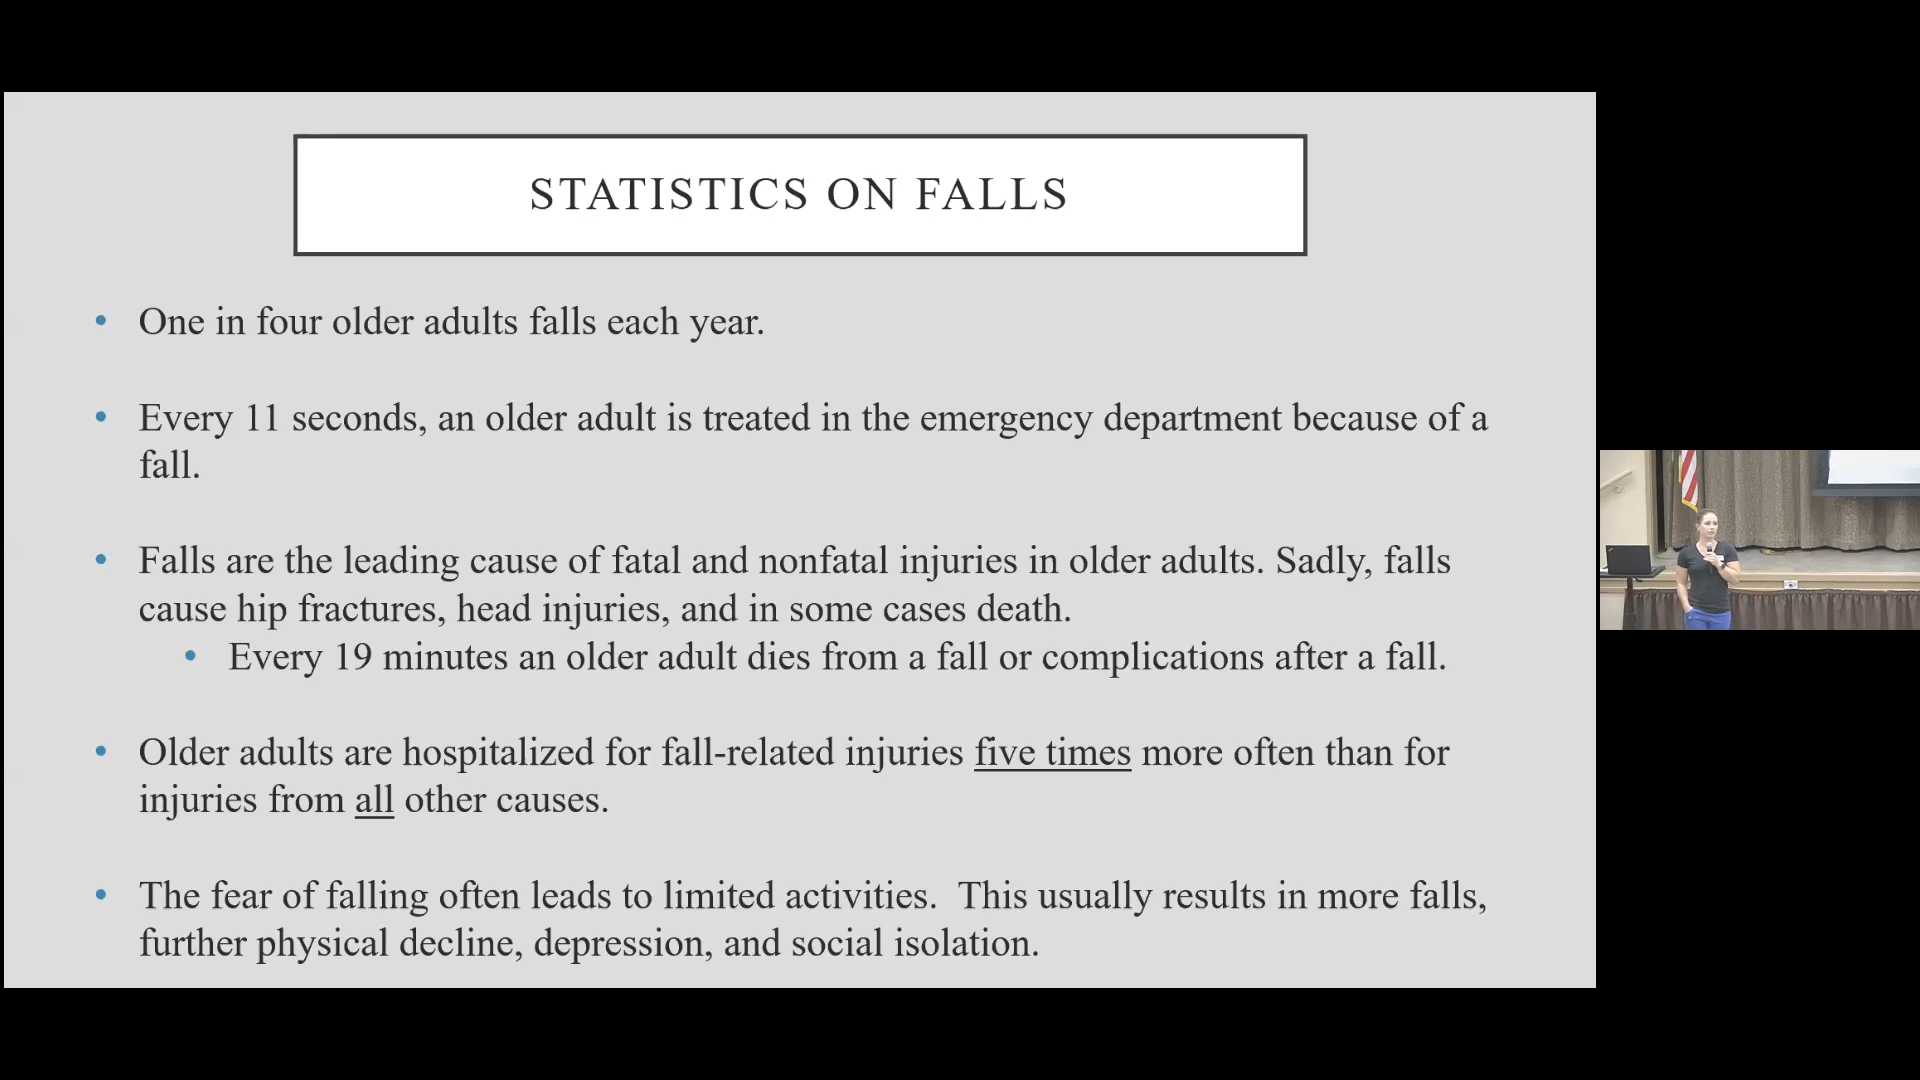 STATISTICS ON FALLS
• One in four older adults falls each year.
• Every 11 seconds, an older adult is treated in the emergency department because of a
fall.
• Falls are the leading cause of fatal and nonfatal injuries in older adults. Sadly, falls
cause hip fractures, head injuries, and in some cases death.
• Every 19 minutes an older adult dies from a fall or complications after a fall.
• Older adults are hospitalized for fall-related injuries five times more often than for
injuries from all other causes.
• The fear of falling often leads to limited activities.  This usually results in more falls,
further physical decline, depression, and social isolation.